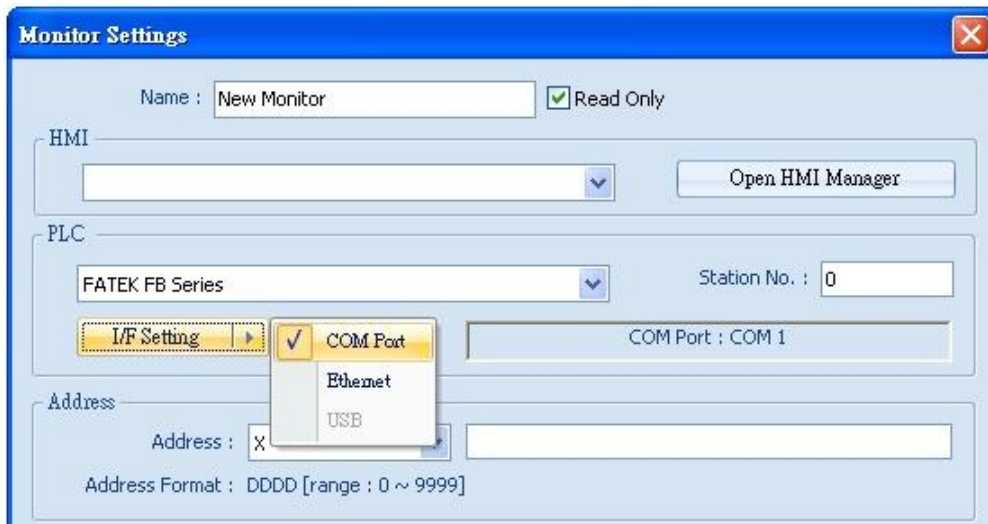 Monitor Settings
Name : New Monitor Read Only
HMI
Open HMI Manager
PLC
FATEK FB Series Station No. : 0
I/F Setting COM Port COM Port : COM 1
Ethernet
USB
Address
Address : X
Address Format : DDDD [range : 0 ~ 9999]